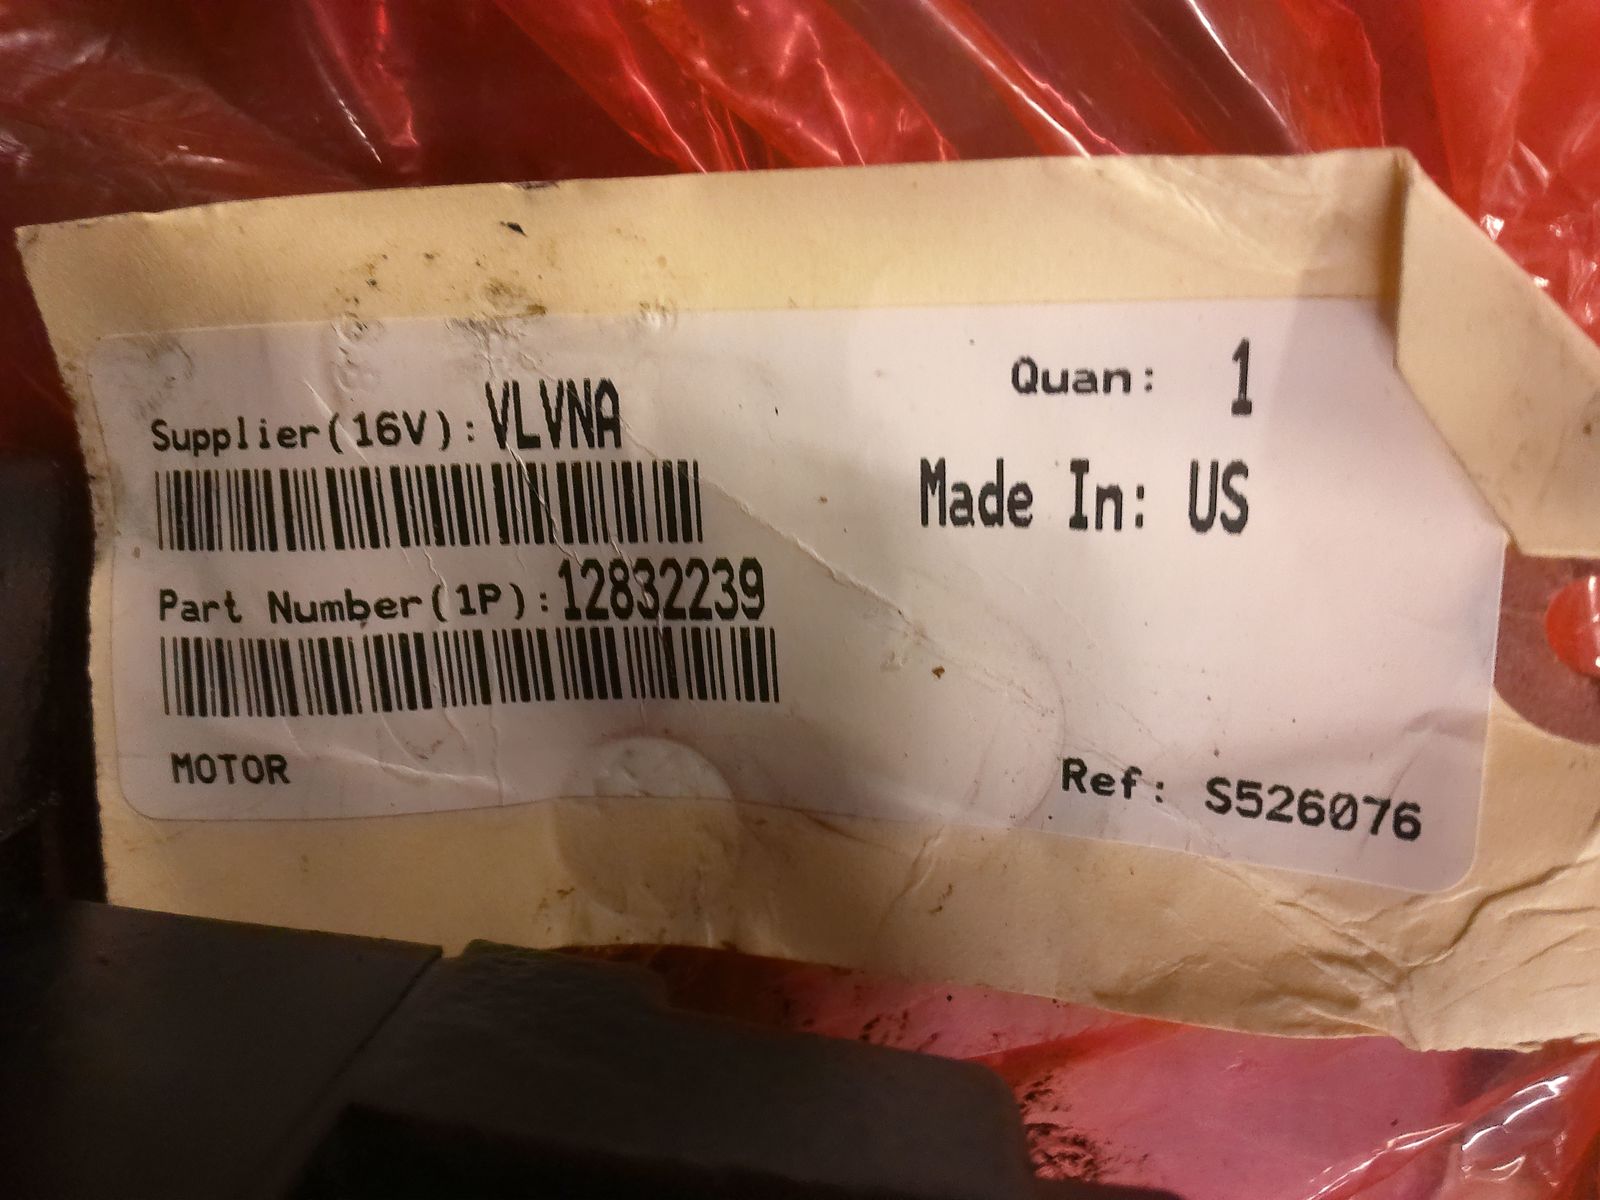 Supplier(16V): VLVNA
Quan: 1
Made In: US
Part Number(1P): 12832239
MOTOR
Ref: S526076